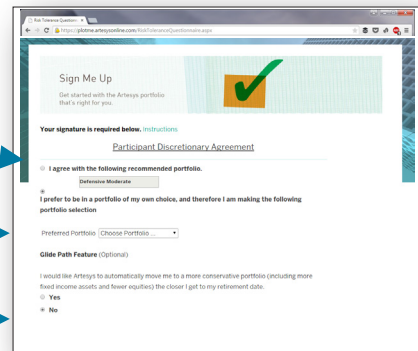 Risk Tolerance Questionn
https://plotme.artesysonline.com/RiskToleranceQuestionnaire.aspx
Sign Me Up
Get started with the Artesys portfolio
that's right for you.
Your signature is required below. Instructions
Participant Discretionary Agreement
I agree with the following recommended portfolio.
Defensive Moderate
I prefer to be in a portfolio of my own choice, and therefore I am making the following
portfolio selection
Preferred Portfolio Choose Portfolio ...
Glide Path Feature (Optional)
I would like Artesys to automatically move me to a more conservative portfolio (including more
fixed income assets and fewer equities) the closer I get to my retirement date.
Yes
No